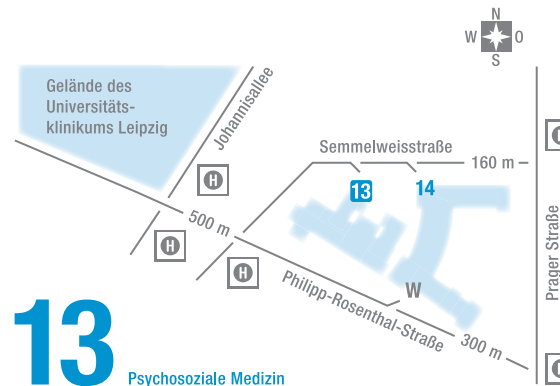 N
W O
S
Gelände des
Universitäts-
klinikums Leipzig
Johannisallee
Semmelweisstraße
160 m
H
13
14
H
500 m
H
H
W
Prager Straße
Philipp-Rosenthal-Straße
300 m
H
13
Psychosoziale Medizin